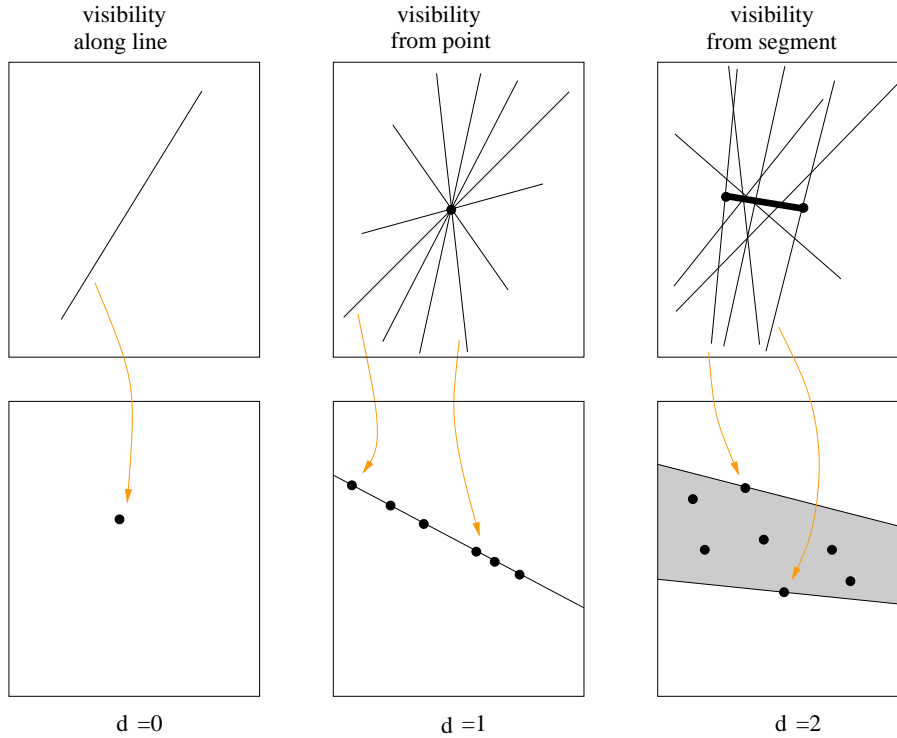 visibility
along line
visibility
from point
visibility
from segment
d =0
d =1
d =2